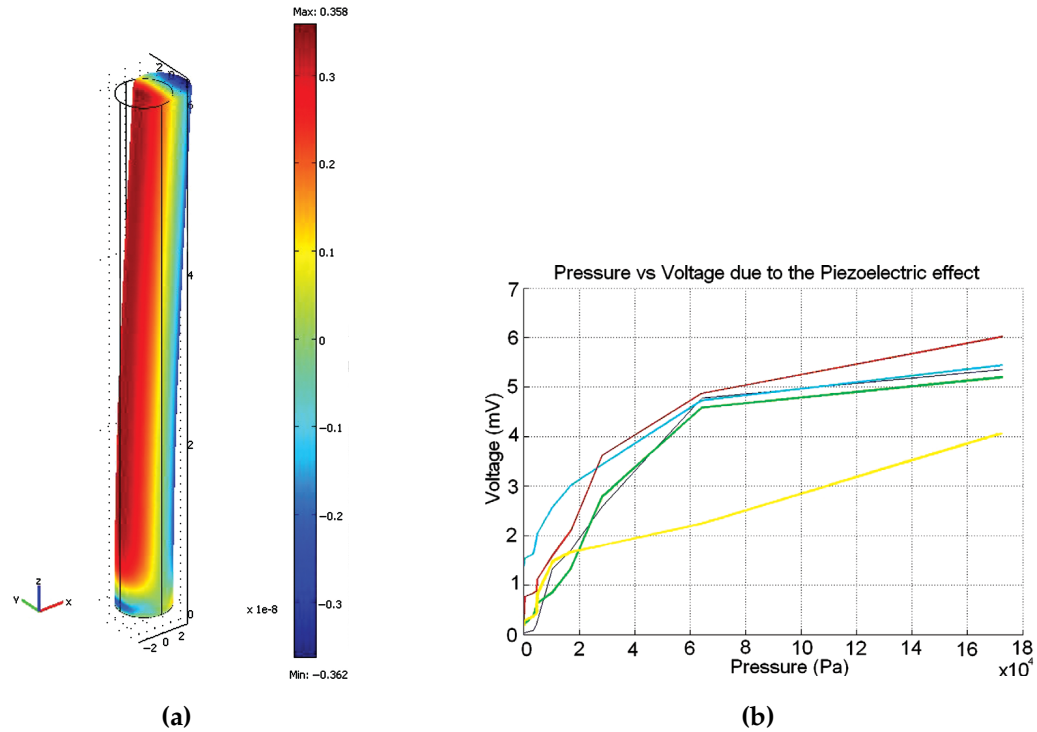 Max: 0.358
0.3
0.2
0.1
0
−0.1
−0.2
−0.3
Min: −0.362
2
0
6
4
2
0
x 1e-8
−2 0 2
z
y
x
(a)
Pressure vs Voltage due to the Piezoelectric effect
7
6
5
4
3
2
1
0
Voltage (mV)
0 2 4 6 8 10 12 14 16 18
Pressure (Pa)
x10⁴
(b)